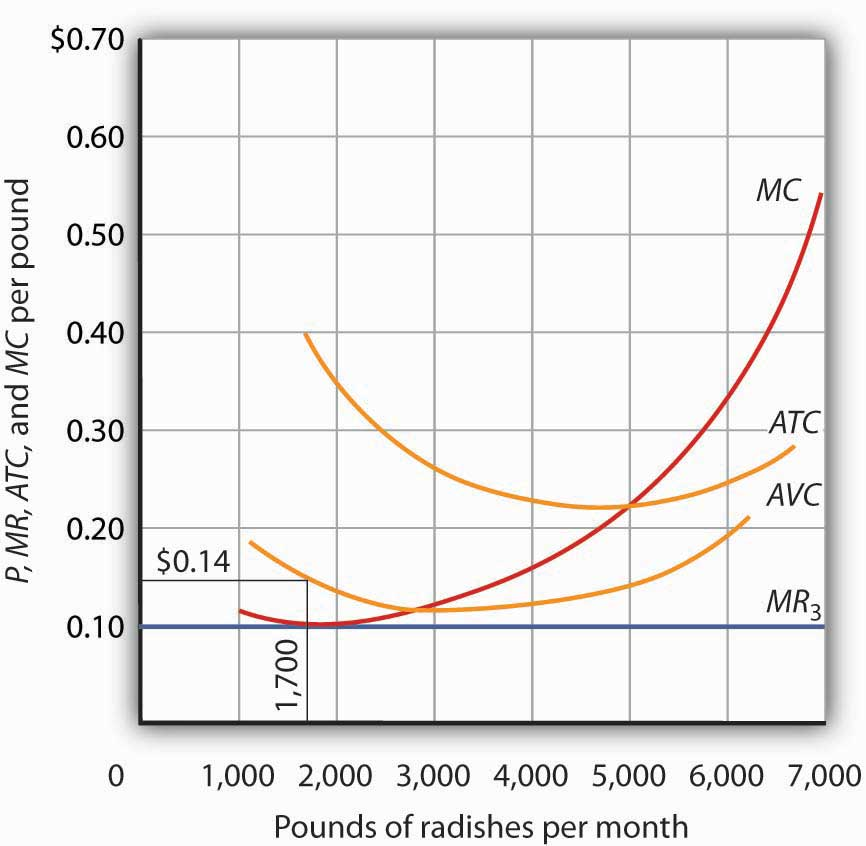 $0.70
0.60
0.50
0.40
0.30
0.20
0.10
0
P, MR, ATC, and MC per pound
MC
ATC
AVC
MR3
$0.14
1,700
1,000
2,000
3,000
4,000
5,000
6,000
7,000
Pounds of radishes per month